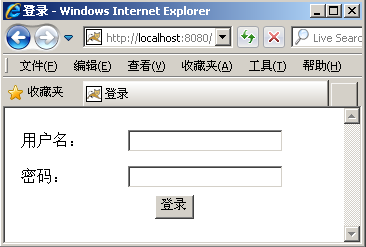 登录 - Windows Internet Explorer
http://localhost:8080/ Live Sear
文件(F) 编辑(E) 查看(V) 收藏夹(A) 工具(T) 帮助(H)
收藏夹 登录
用户名：
密码：
登录